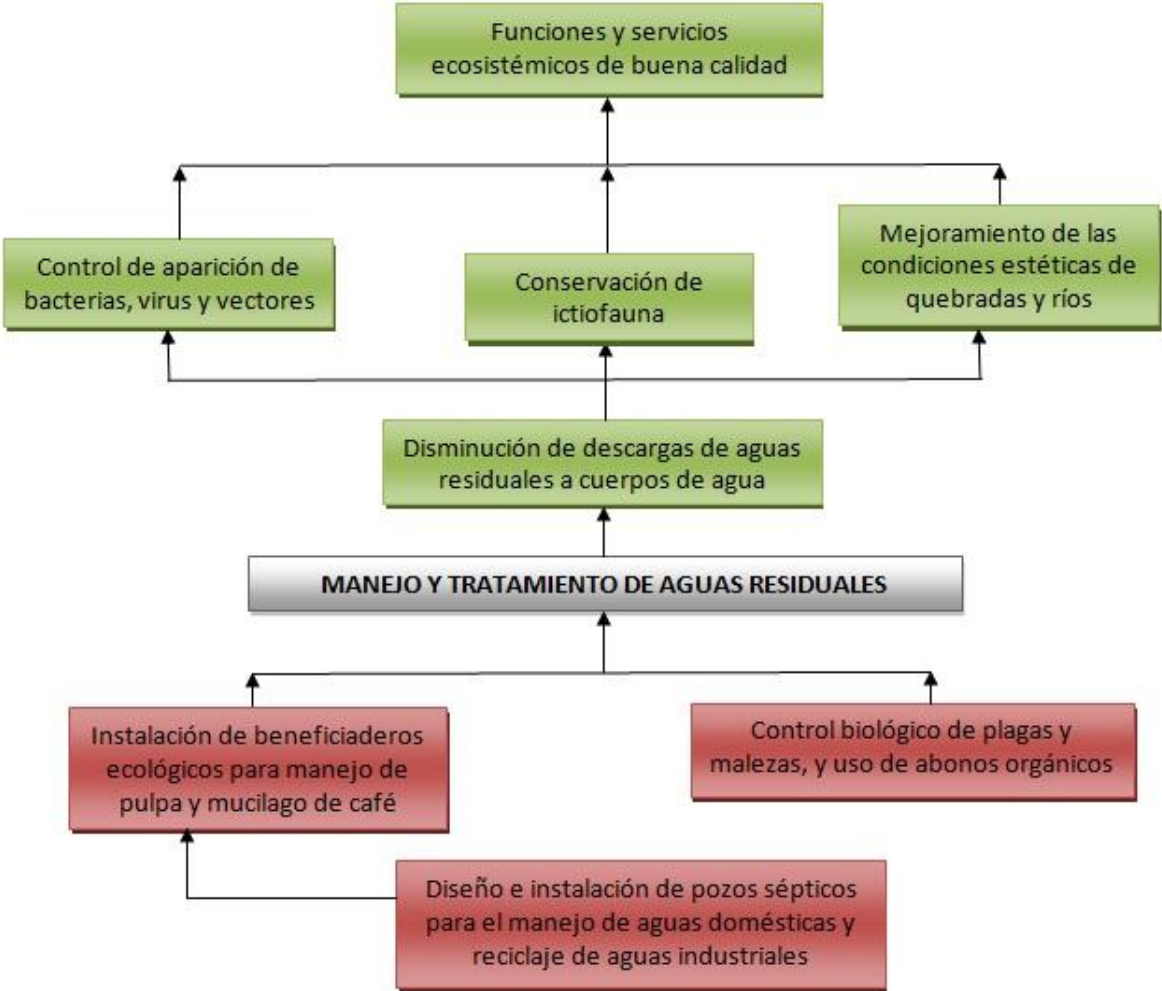 Funciones y servicios
ecosistémicos de buena calidad
Control de aparición de
bacterias, virus y vectores
Conservación de
ictiofauna
Mejoramiento de las
condiciones estéticas de
quebradas y ríos
Disminución de descargas de aguas
residuales a cuerpos de agua
MANEJO Y TRATAMIENTO DE AGUAS RESIDUALES
Instalación de beneficiaderos
ecológicos para manejo de
pulpa y mucilago de café
Control biológico de plagas y
malezas, y uso de abonos orgánicos
Diseño e instalación de pozos sépticos
para el manejo de aguas domésticas y
reciclaje de aguas industriales